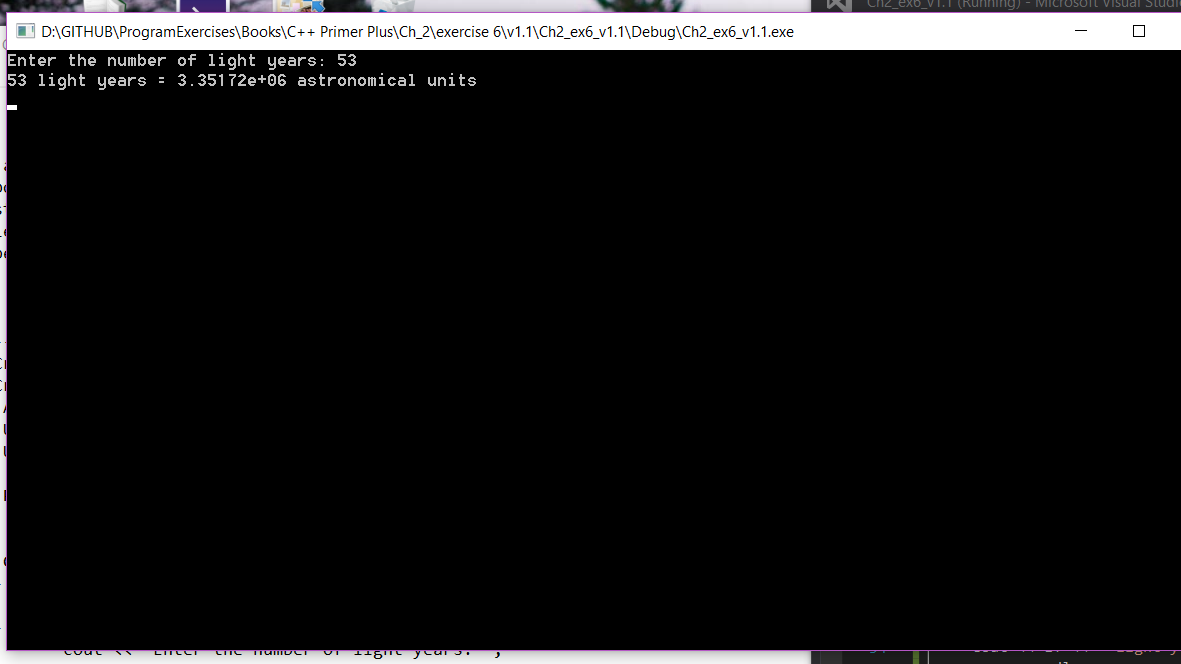 Ch2_ex6_v1.1 (Running) - Microsoft Visual Studio
D:\GITHUB\ProgramExercises\Books\C++ Primer Plus\Ch_2\exercise 6\v1.1\Ch2_ex6_v1.1\Debug\Ch2_ex6_v1.1.exe
Enter the number of light years: 53
53 light years = 3.35172e+06 astronomical units
cout << "Enter the number of light years: ";